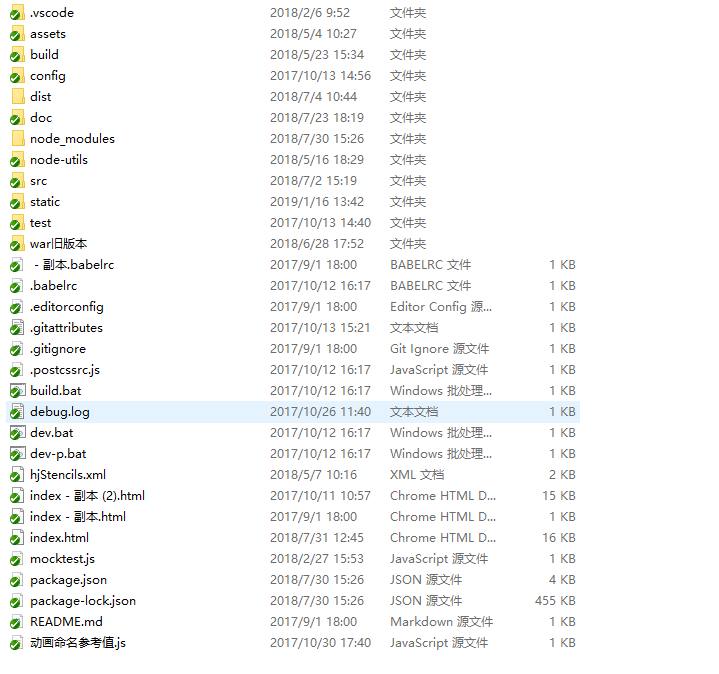 .vscode 2018/2/6 9:52 文件夹
assets 2018/5/4 10:27 文件夹
build 2018/5/23 15:34 文件夹
config 2017/10/13 14:56 文件夹
dist 2018/7/4 10:44 文件夹
doc 2018/7/23 18:19 文件夹
node_modules 2018/7/30 15:26 文件夹
node-utils 2018/5/16 18:29 文件夹
src 2018/7/2 15:19 文件夹
static 2019/1/16 13:42 文件夹
test 2017/10/13 14:40 文件夹
war旧版本 2018/6/28 17:52 文件夹
- 副本.babelrc 2017/9/1 18:00 BABELRC 文件 1 KB
.babelrc 2017/10/12 16:17 BABELRC 文件 1 KB
.editorconfig 2017/9/1 18:00 Editor Config 源... 1 KB
.gitattributes 2017/10/13 15:21 文本文档 1 KB
.gitignore 2017/9/1 18:00 Git Ignore 源文件 1 KB
.postcssrc.js 2017/10/12 16:17 JavaScript 源文件 1 KB
build.bat 2017/10/12 16:17 Windows 批处理... 1 KB
debug.log 2017/10/26 11:40 文本文档 1 KB
dev.bat 2017/10/12 16:17 Windows 批处理... 1 KB
dev-p.bat 2017/10/12 16:17 Windows 批处理... 1 KB
hjStencils.xml 2018/5/7 10:16 XML 文档 2 KB
index - 副本 (2).html 2017/10/11 10:57 Chrome HTML D... 15 KB
index - 副本.html 2017/9/1 18:00 Chrome HTML D... 1 KB
index.html 2018/7/31 12:45 Chrome HTML D... 16 KB
mocktest.js 2018/2/27 15:53 JavaScript 源文件 1 KB
package.json 2018/7/30 15:26 JSON 源文件 4 KB
package-lock.json 2018/7/30 15:26 JSON 源文件 455 KB
README.md 2017/9/1 18:00 Markdown 源文件 1 KB
动画命名参考值.js 2017/10/30 17:40 JavaScript 源文件 1 KB